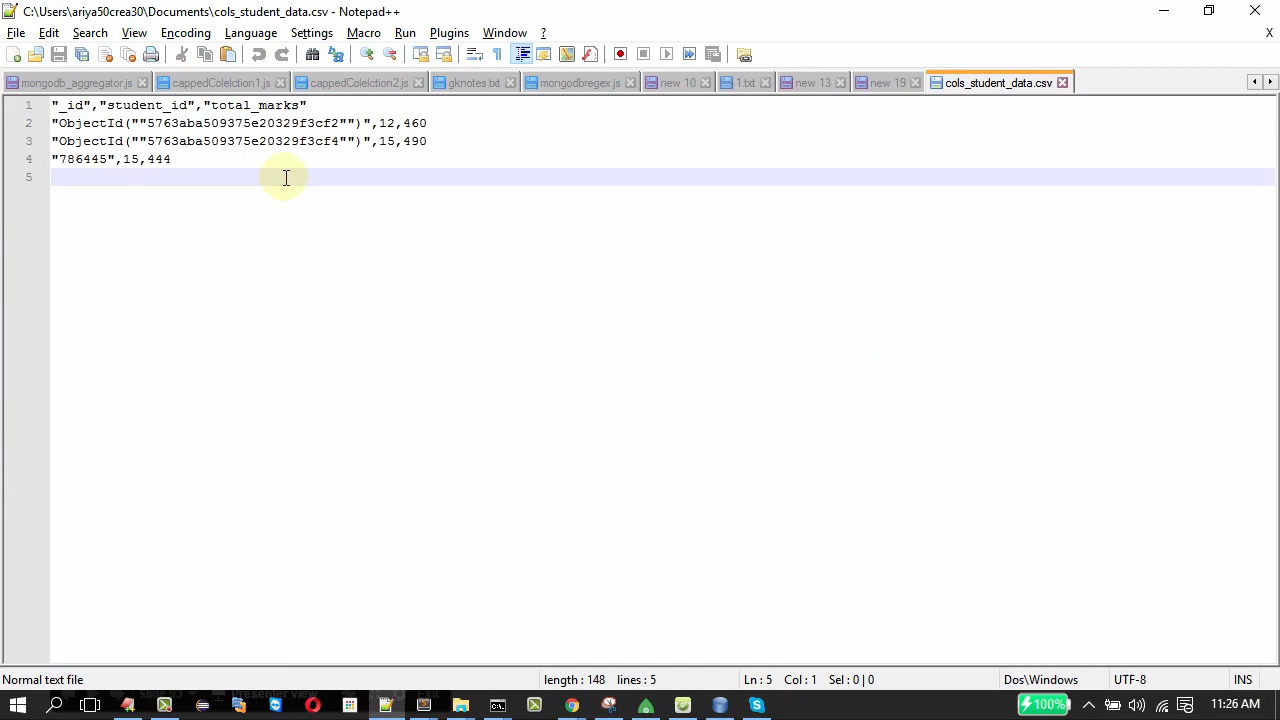 C:\Users\ariya50crea30\Documents\cols_student_data.csv - Notepad++
File Edit Search View Encoding Language Settings Macro Run Plugins Window ? X
mongodb_aggregator.js cappedColelction1.js cappedColelction2.js gknotes.txt mongodbregex.js new 10 1.txt new 13 new 19 cols_student_data.csv
1 "_id","student_id","total_marks"
2 "ObjectId(""5763aba509375e20329f3cf2"")",12,460
3 "ObjectId(""5763aba509375e20329f3cf4"")",15,490
4 "786445",15,444
5
Normal text file length : 148 lines : 5 Ln : 5 Col : 1 Sel : 0 | 0 Dos\Windows UTF-8 INS
Presenter view Exit
100% 11:26 AM